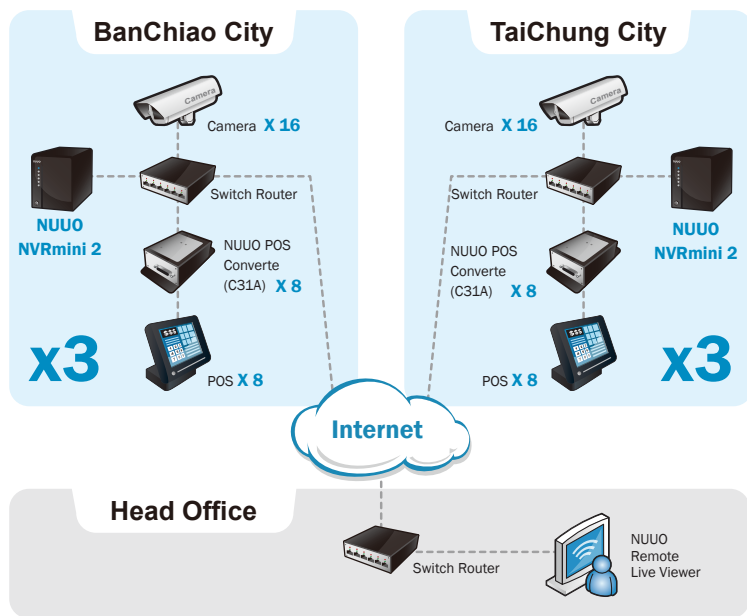 BanChiao City
Camera
Camera X 16
NUUO
Switch Router
NUUO
NVRmini 2
NUUO POS
Converte
(C31A) X 8
$$$
x3
POS X 8
TaiChung City
Camera
Camera X 16
NUUO
Switch Router
NUUO
NVRmini 2
NUUO POS
Converte
(C31A) X 8
$$$
POS X 8
x3
Internet
Head Office
Switch Router
NUUO
Remote
Live Viewer